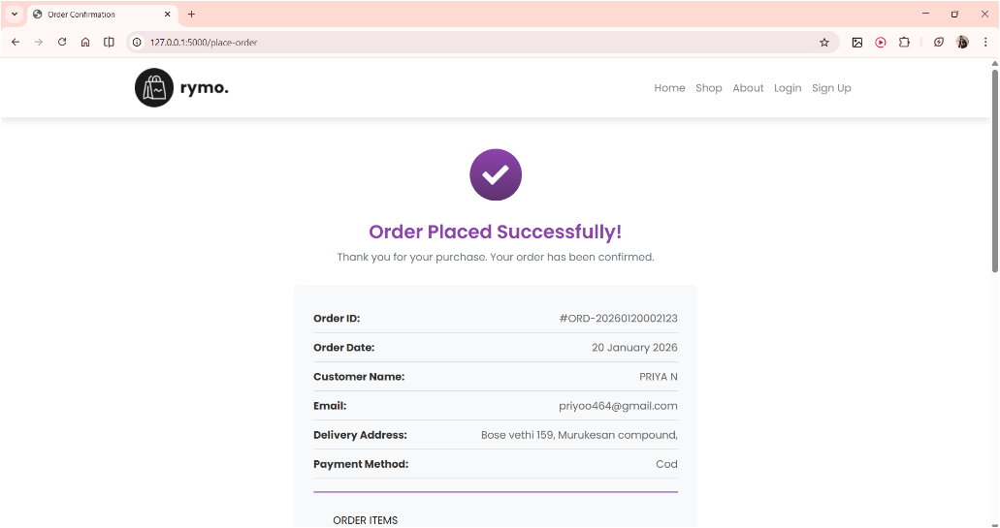 Order Confirmation
127.0.0.1:5000/place-order
rymo.
Home Shop About Login Sign Up
Order Placed Successfully!
Thank you for your purchase. Your order has been confirmed.
Order ID: #ORD-20260120002123
Order Date: 20 January 2026
Customer Name: PRIYA N
Email: priyoo464@gmail.com
Delivery Address: Bose vethi 159, Murukesan compound,
Payment Method: Cod
ORDER ITEMS